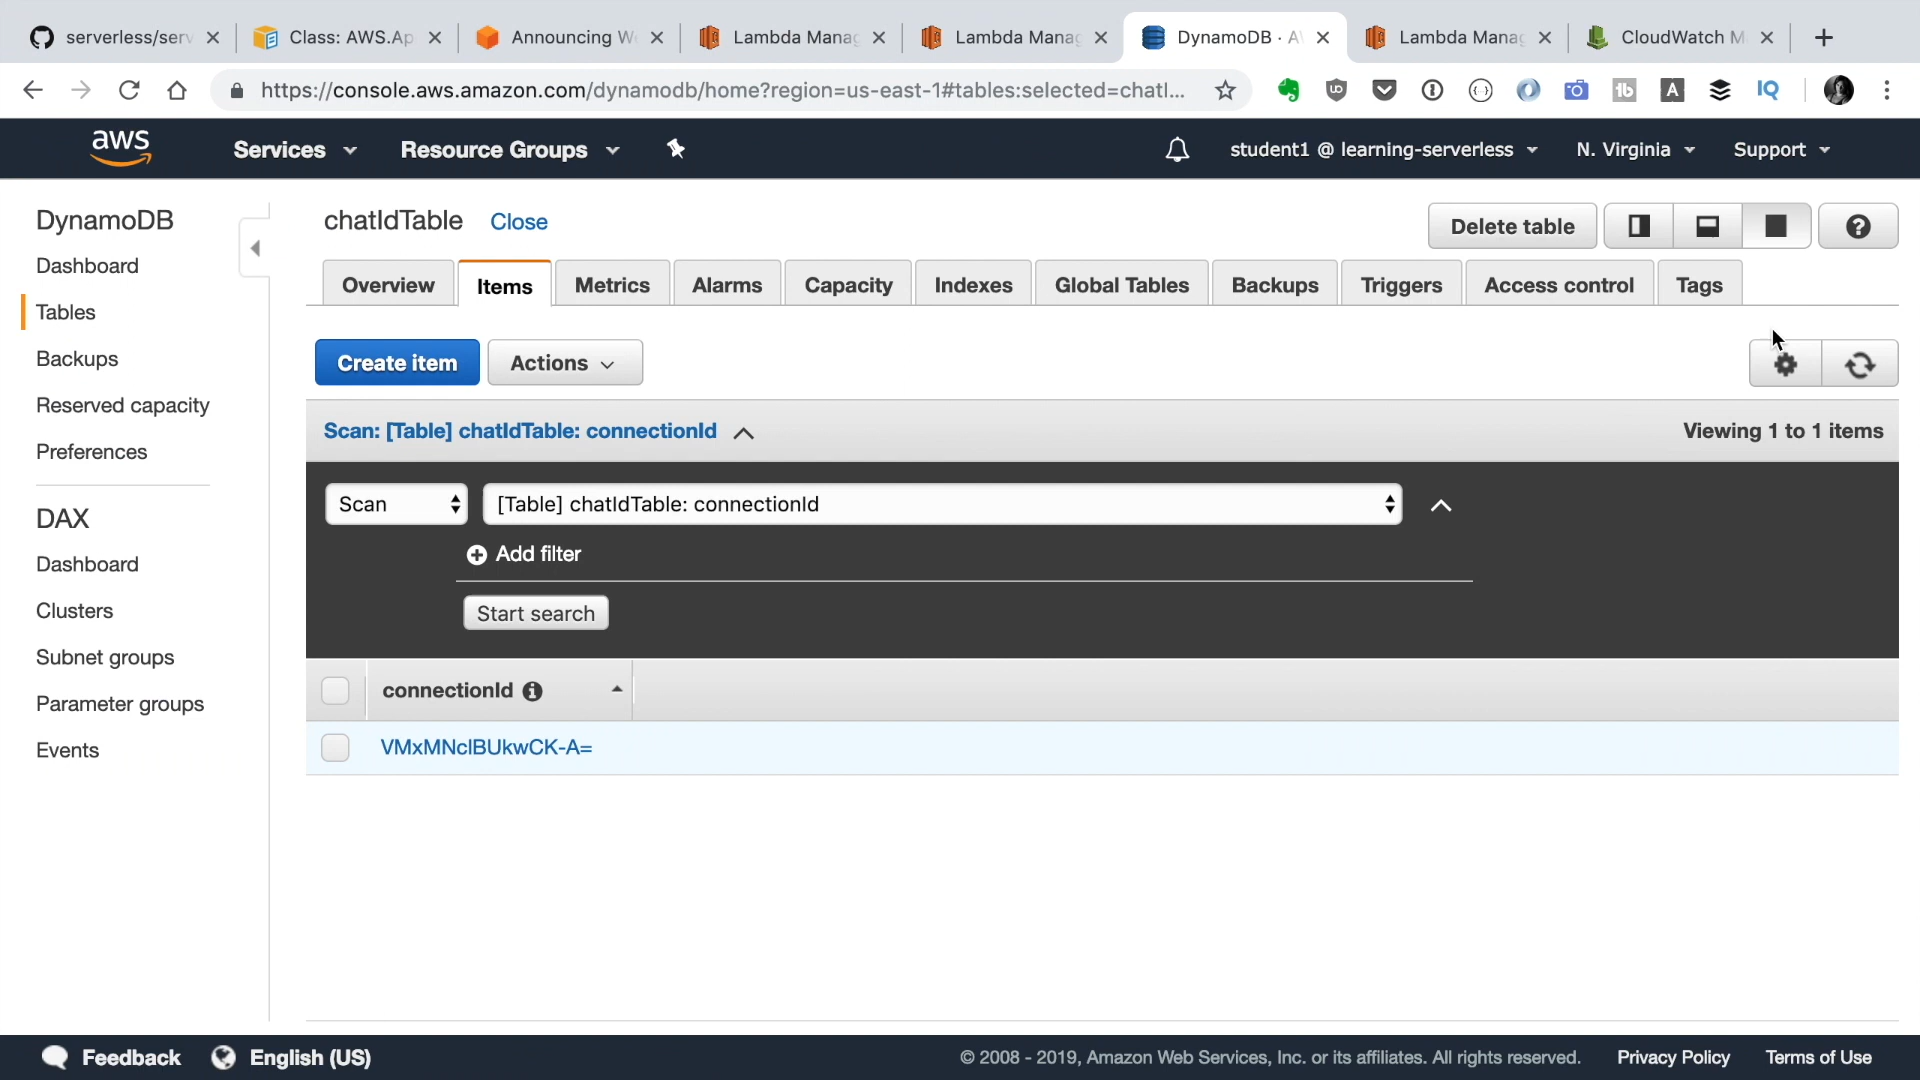 serverless/serv
Class: AWS.Ap
Announcing W
Lambda Manag
Lambda Manag
DynamoDB · A
Lambda Manag
CloudWatch M
https://console.aws.amazon.com/dynamodb/home?region=us-east-1#tables:selected=chatI...
aws
Services
Resource Groups
student1 @ learning-serverless
N. Virginia
Support
DynamoDB
Dashboard
Tables
Backups
Reserved capacity
Preferences
DAX
Dashboard
Clusters
Subnet groups
Parameter groups
Events
chatIdTable
Close
Delete table
Overview
Items
Metrics
Alarms
Capacity
Indexes
Global Tables
Backups
Triggers
Access control
Tags
Create item
Actions
Scan: [Table] chatIdTable: connectionId
Viewing 1 to 1 items
Scan
[Table] chatIdTable: connectionId
Add filter
Start search
connectionId
VMxMNclBUkwCK-A=
Feedback
English (US)
© 2008 - 2019, Amazon Web Services, Inc. or its affiliates. All rights reserved.
Privacy Policy
Terms of Use